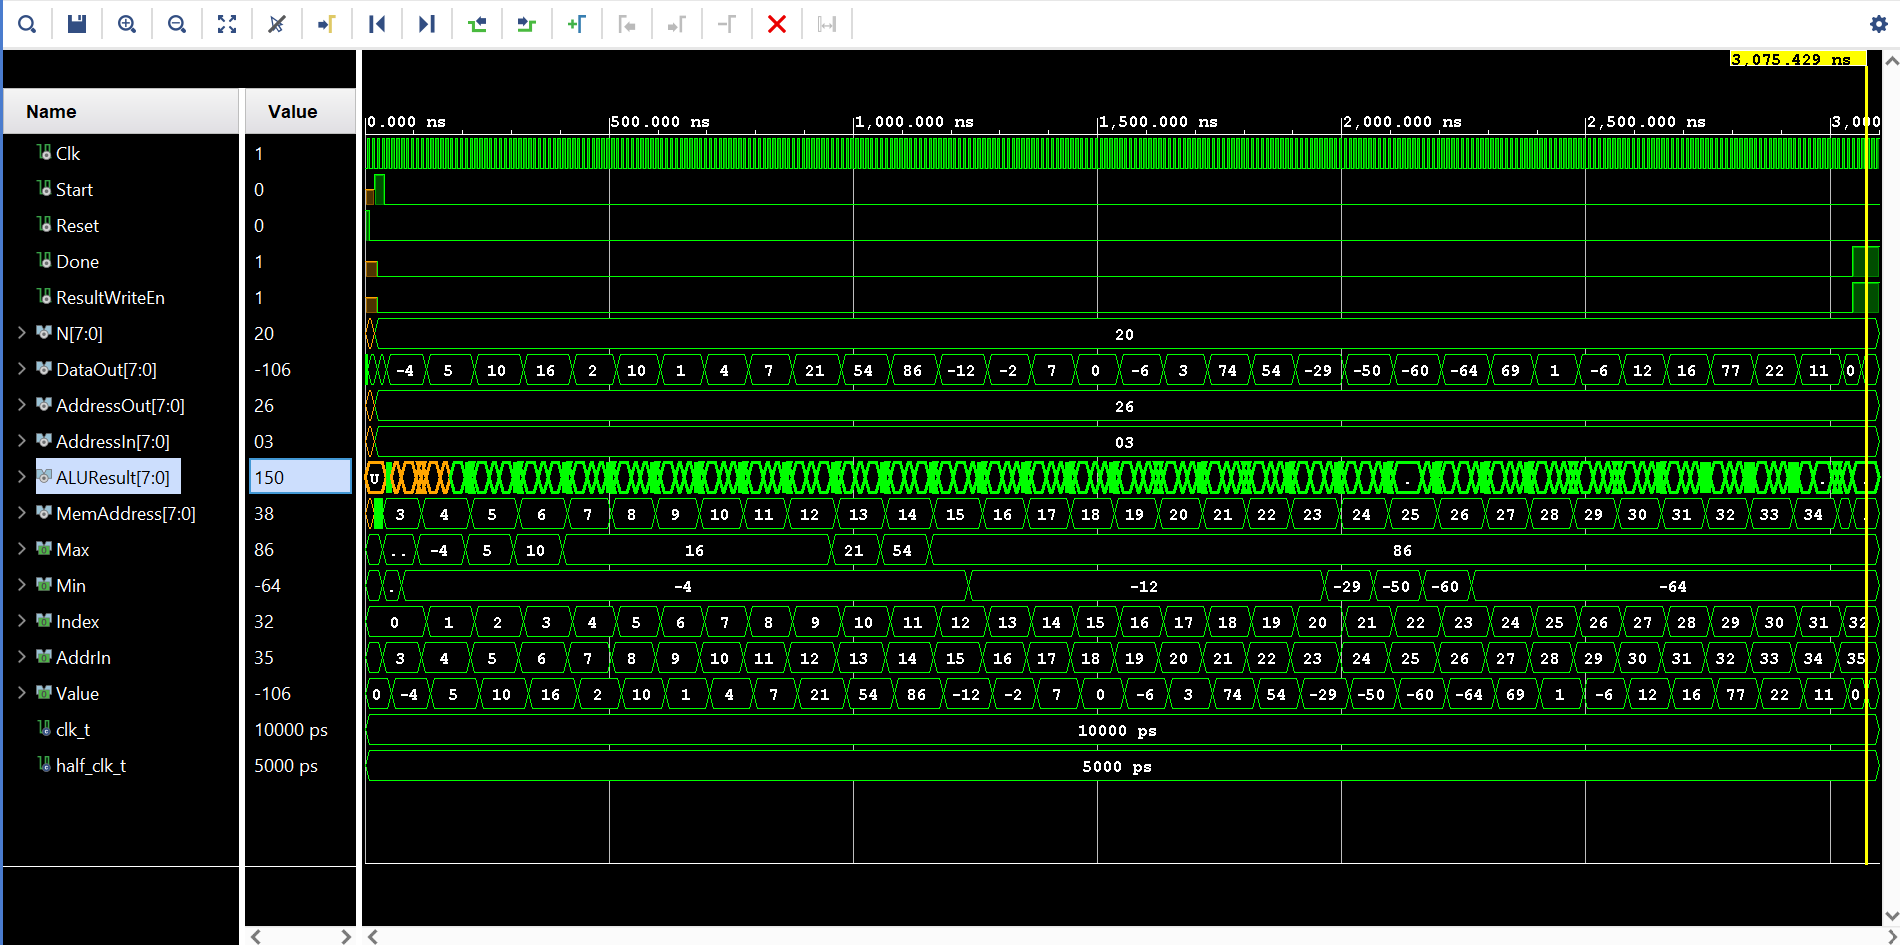 3,075.429 ns
Name Value
0.000 ns 500.000 ns 1,000.000 ns 1,500.000 ns 2,000.000 ns 2,500.000 ns 3,000
Clk 1
Start 0
Reset 0
Done 1
ResultWriteEn 1
N[7:0] 20 20
DataOut[7:0] -106 -4 5 10 16 2 10 1 4 7 21 54 86 -12 -2 7 0 -6 3 74 54 -29 -50 -60 -64 69 1 -6 12 16 77 22 11 0
AddressOut[7:0] 26 26
AddressIn[7:0] 03 03
ALUResult[7:0] 150 U . . .
MemAddress[7:0] 38 3 4 5 6 7 8 9 10 11 12 13 14 15 16 17 18 19 20 21 22 23 24 25 26 27 28 29 30 31 32 33 34 .
Max 86 .. -4 5 10 16 21 54 86
Min -64 . -4 -12 -29 -50 -60 -64
Index 32 0 1 2 3 4 5 6 7 8 9 10 11 12 13 14 15 16 17 18 19 20 21 22 23 24 25 26 27 28 29 30 31 32
AddrIn 35 3 4 5 6 7 8 9 10 11 12 13 14 15 16 17 18 19 20 21 22 23 24 25 26 27 28 29 30 31 32 33 34 35
Value -106 0 -4 5 10 16 2 10 1 4 7 21 54 86 -12 -2 7 0 -6 3 74 54 -29 -50 -60 -64 69 1 -6 12 16 77 22 11 0
clk_t 10000 ps 10000 ps
half_clk_t 5000 ps 5000 ps